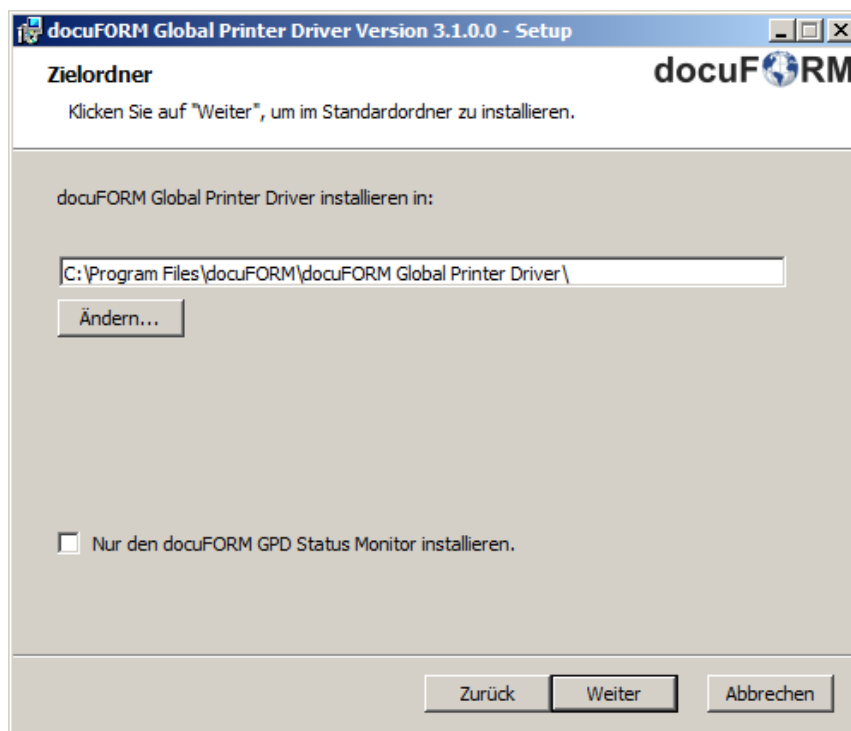 docuFORM Global Printer Driver Version 3.1.0.0 - Setup
Zielordner
docuFORM
Klicken Sie auf "Weiter", um im Standardordner zu installieren.
docuFORM Global Printer Driver installieren in:
C:\Program Files\docuFORM\docuFORM Global Printer Driver\
Ändern...
Nur den docuFORM GPD Status Monitor installieren.
Zurück
Weiter
Abbrechen